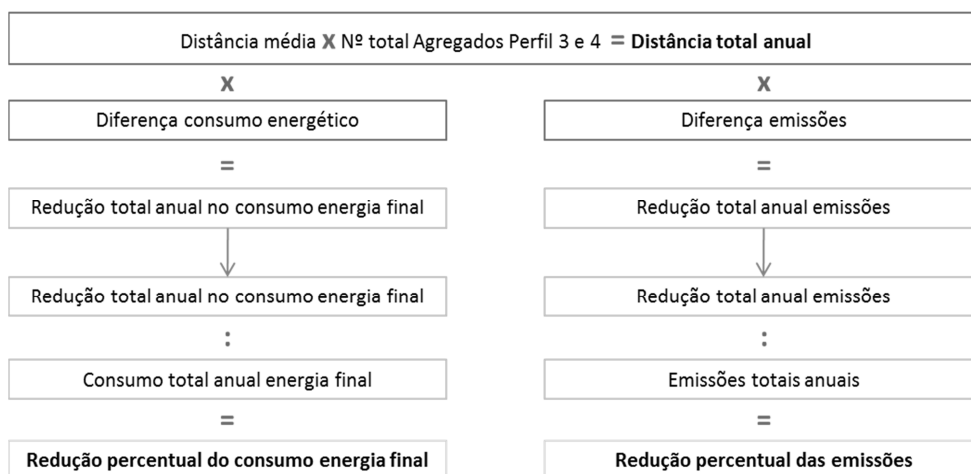 Distância média X Nº total Agregados Perfil 3 e 4 = Distância total anual
X
Diferença consumo energético
=
Redução total anual no consumo energia final
Redução total anual no consumo energia final
:
Consumo total anual energia final
=
Redução percentual do consumo energia final
X
Diferença emissões
=
Redução total anual emissões
Redução total anual emissões
:
Emissões totais anuais
=
Redução percentual das emissões